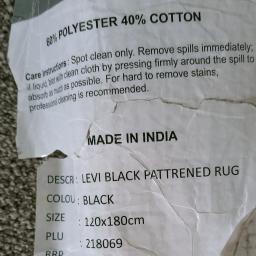 60% POLYESTER 40% COTTON
Care Instructions: Spot clean only. Remove spills immediately;
if liquid, blot with clean cloth by pressing firmly around the spill to
absorb as much as possible. For hard to remove stains,
professional cleaning is recommended.
MADE IN INDIA
DESCR : LEVI BLACK PATTRENED RUG
COLOU : BLACK
SIZE : 120x180cm
PLU : 218069
RRP